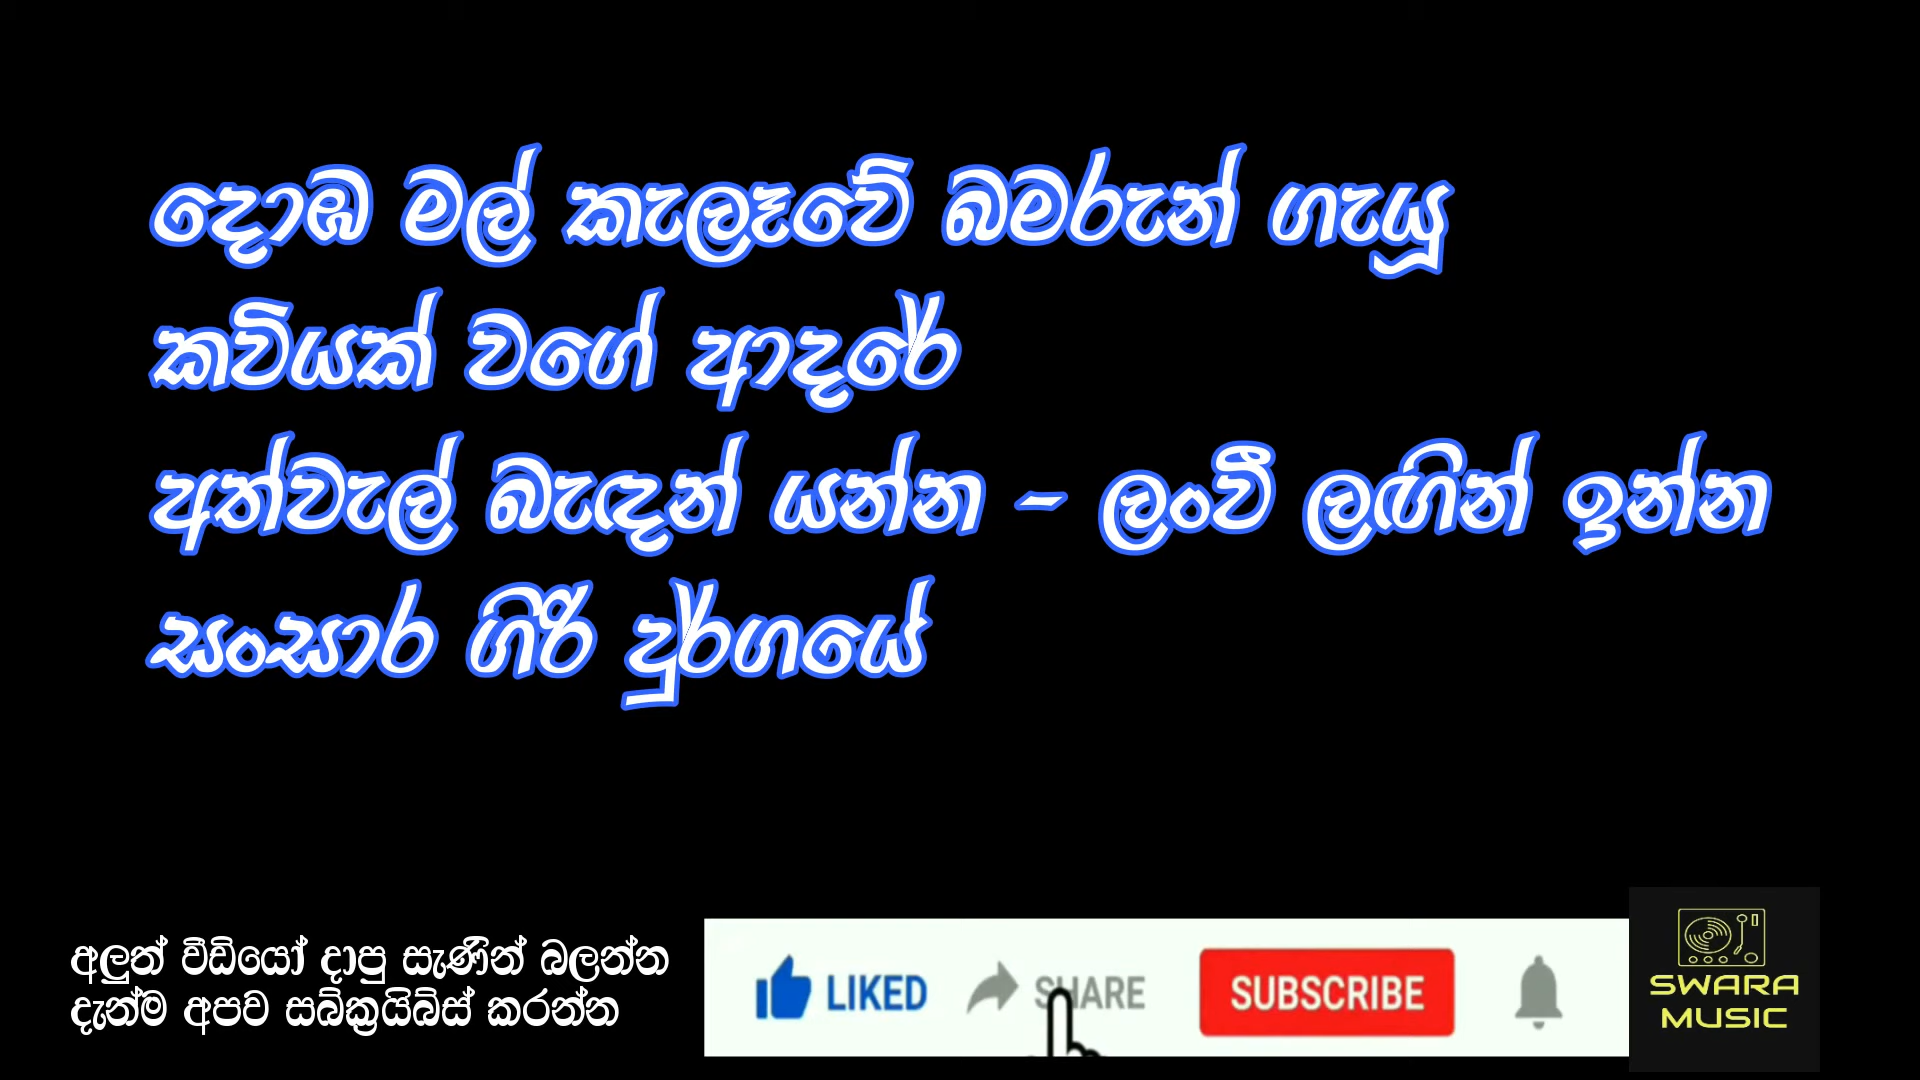 දොඹ මල් කැලෑවේ බමරුන් ගැයූ
කවියක් වගේ ආදරේ
අත්වැල් බැඳන් යන්න - ලංවී ලඟින් ඉන්න
සංසාර ගිරි දුර්ගයේ
අලුත් වීඩියෝ දාපු සැණින් බලන්න
දැන්ම අපව සබ්ක්‍රයිබ්ස් කරන්න
LIKED SHARE SUBSCRIBE
SWARA
MUSIC